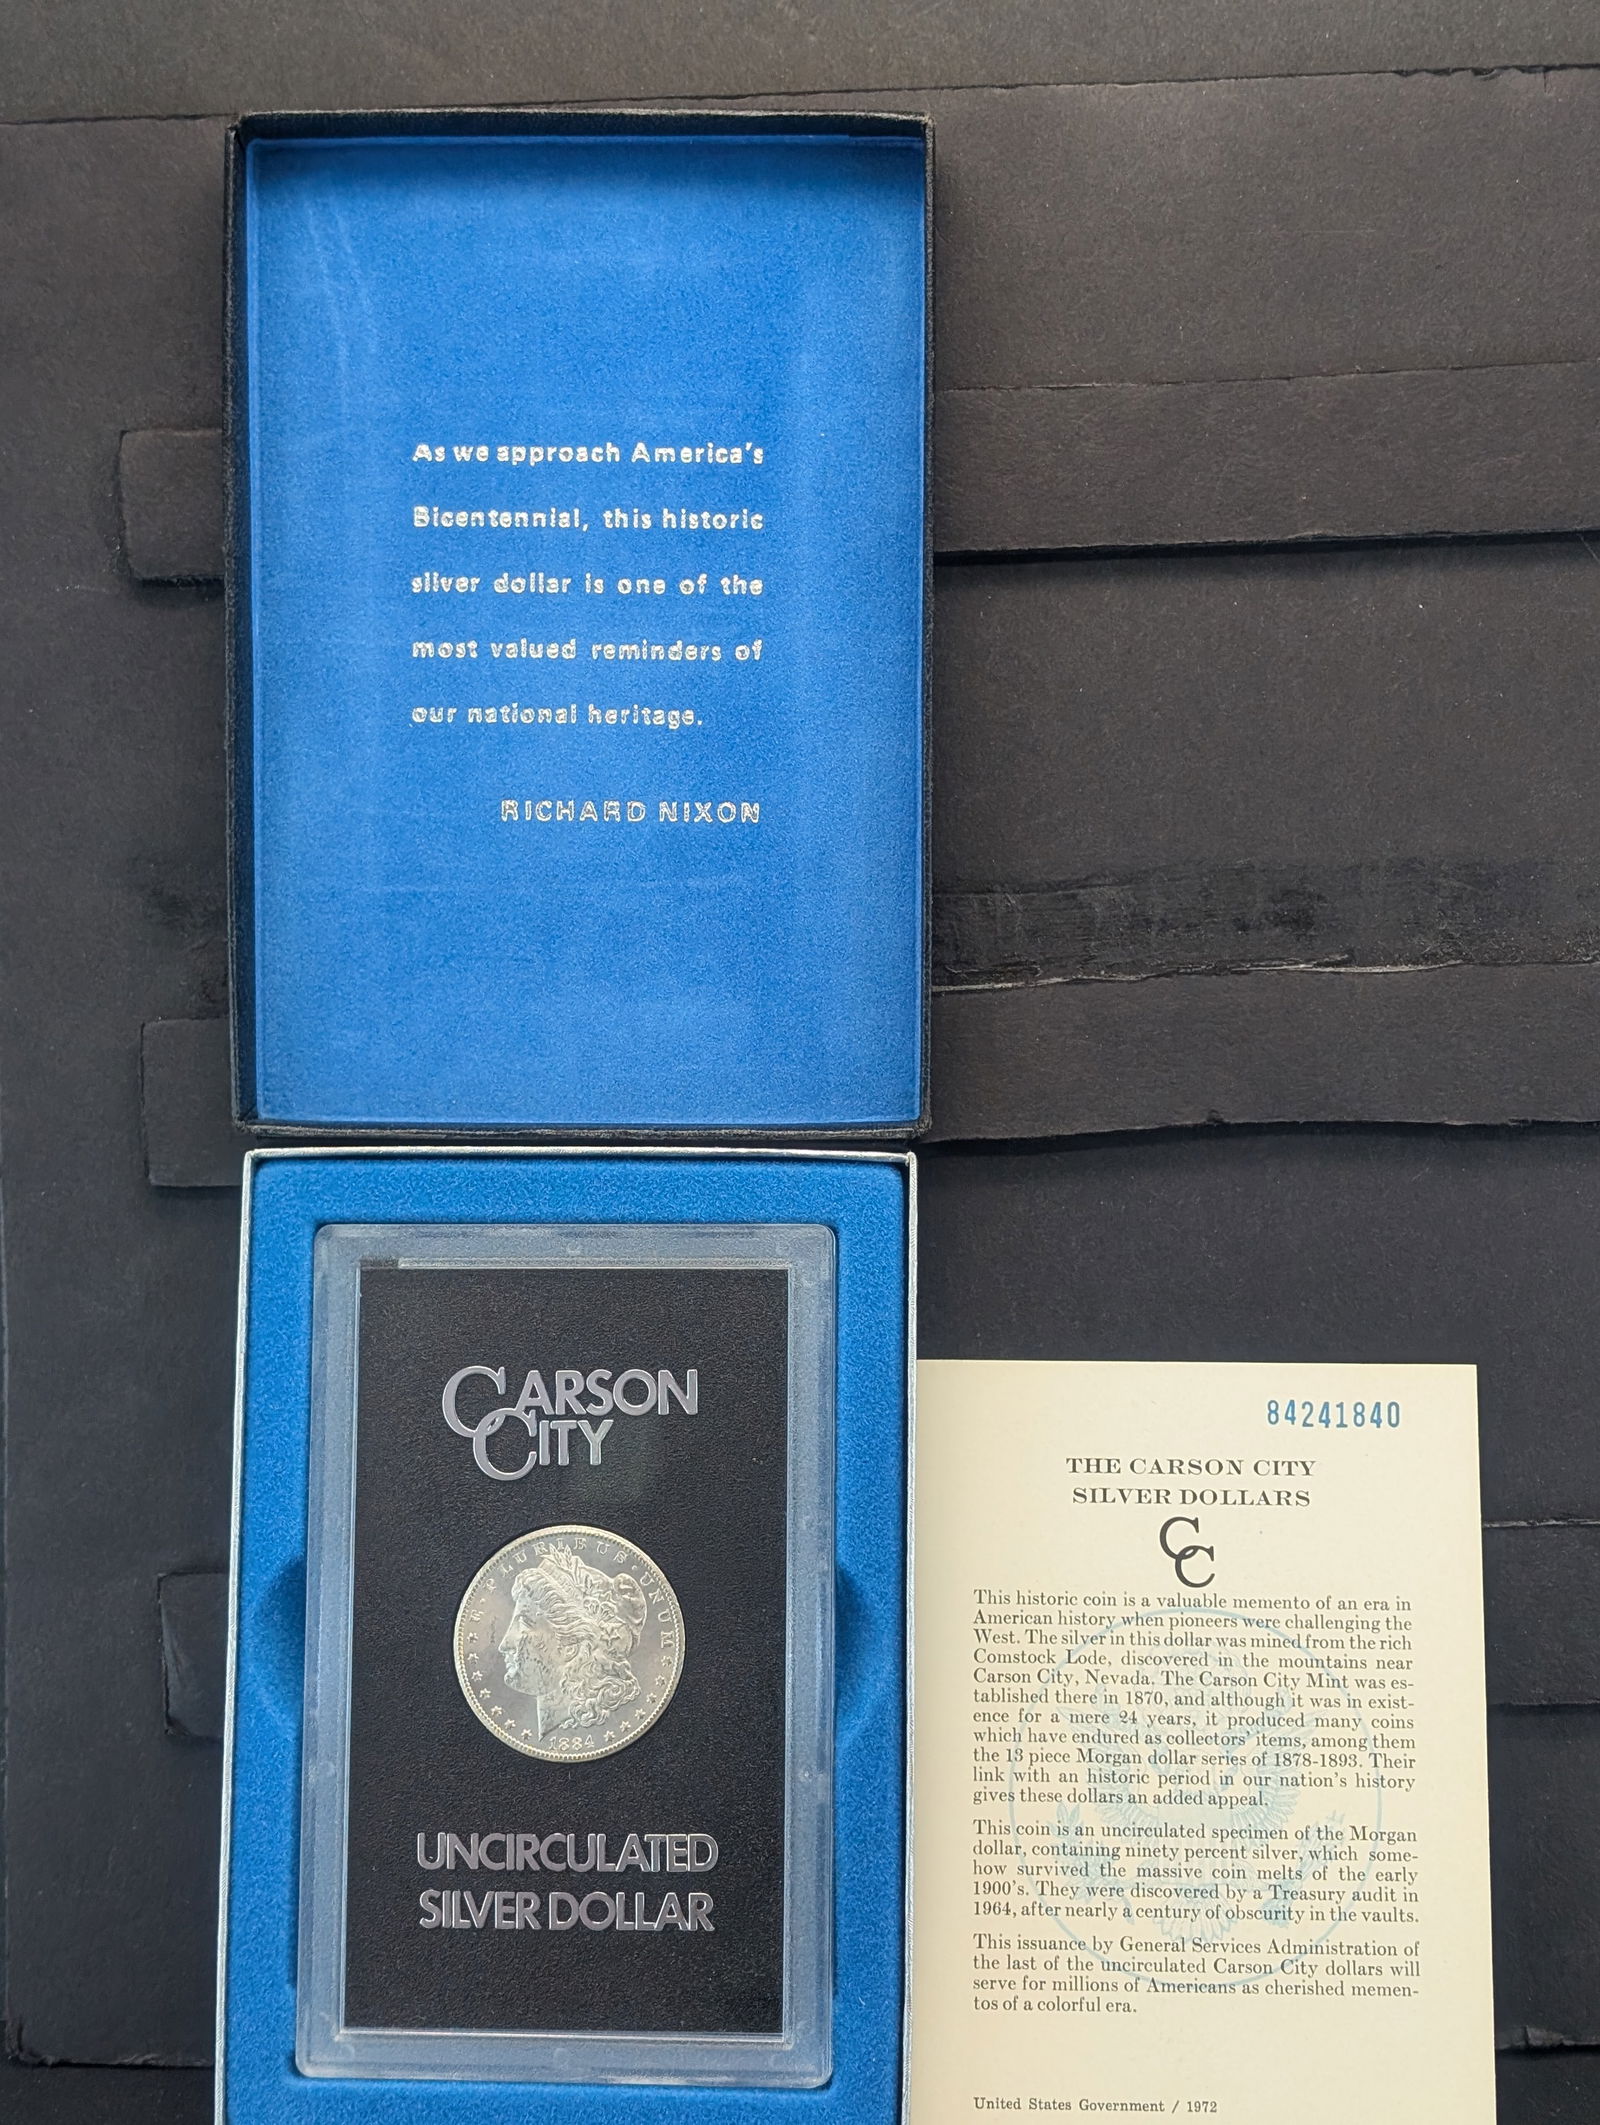 As we approach America's
Bicentennial, this historic
silver dollar is one of the
most valued reminders of
our national heritage.
RICHARD NIXON
CARSON
CITY
E · PLURIBUS · UNUM
1884
UNCIRCULATED
SILVER DOLLAR
84241840
THE CARSON CITY
SILVER DOLLARS
CC
This historic coin is a valuable memento of an era in
American history when pioneers were challenging the
West. The silver in this dollar was mined from the rich
Comstock Lode, discovered in the mountains near
Carson City, Nevada. The Carson City Mint was es-
tablished there in 1870, and although it was in exist-
ence for a mere 24 years, it produced many coins
which have endured as collectors' items, among them
the 13 piece Morgan dollar series of 1878-1893. Their
link with an historic period in our nation's history
gives these dollars an added appeal.
This coin is an uncirculated specimen of the Morgan
dollar, containing ninety percent silver, which some-
how survived the massive coin melts of the early
1900's. They were discovered by a Treasury audit in
1964, after nearly a century of obscurity in the vaults.
This issuance by General Services Administration of
the last of the uncirculated Carson City dollars will
serve for millions of Americans as cherished memen-
tos of a colorful era.
United States Government / 1972